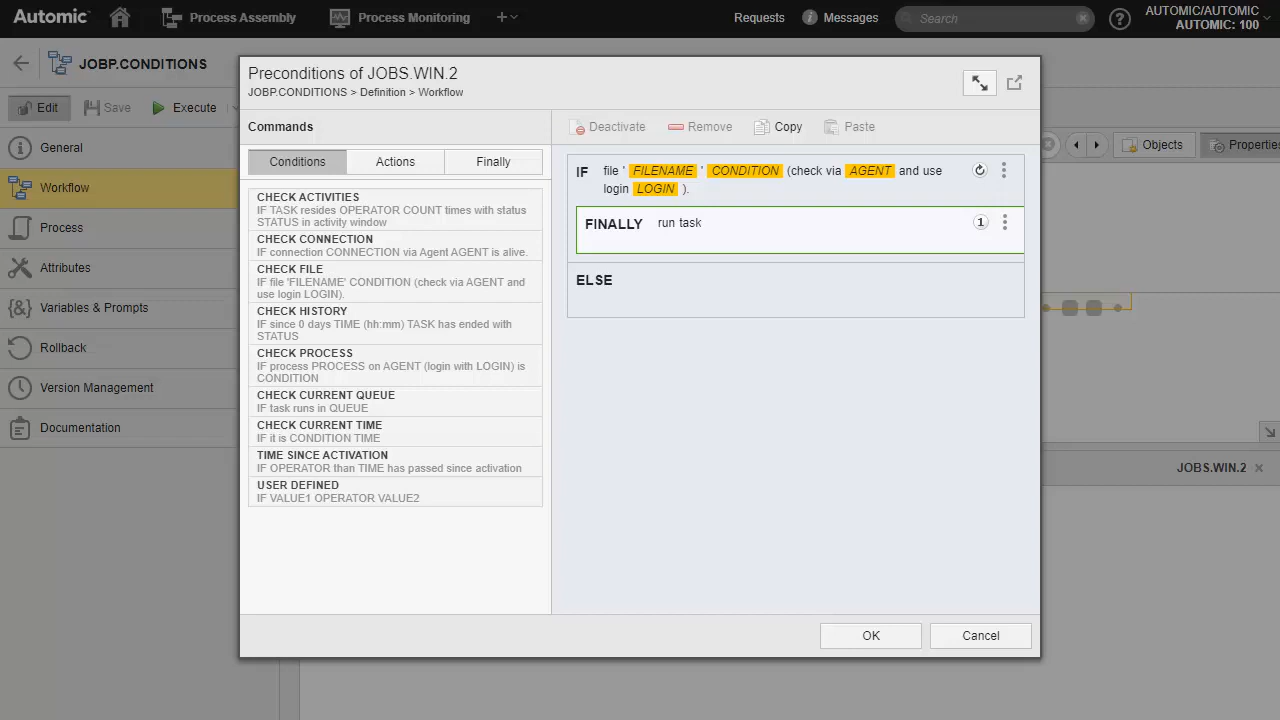 Automic
Process Assembly
Process Monitoring
Requests
Messages
Search
AUTOMIC/AUTOMIC
AUTOMIC: 100
JOBP.CONDITIONS
Edit
Save
Execute
General
Workflow
Process
Attributes
Variables & Prompts
Rollback
Version Management
Documentation
Objects
Properties
JOBS.WIN.2
Preconditions of JOBS.WIN.2
JOBP.CONDITIONS > Definition > Workflow
Commands
Deactivate
Remove
Copy
Paste
Conditions
Actions
Finally
CHECK ACTIVITIES
IF TASK resides OPERATOR COUNT times with status
STATUS in activity window
CHECK CONNECTION
IF connection CONNECTION via Agent AGENT is alive.
CHECK FILE
IF file 'FILENAME' CONDITION (check via AGENT and
use login LOGIN).
CHECK HISTORY
IF since 0 days TIME (hh:mm) TASK has ended with
STATUS
CHECK PROCESS
IF process PROCESS on AGENT (login with LOGIN) is
CONDITION
CHECK CURRENT QUEUE
IF task runs in QUEUE
CHECK CURRENT TIME
IF it is CONDITION TIME
TIME SINCE ACTIVATION
IF OPERATOR than TIME has passed since activation
USER DEFINED
IF VALUE1 OPERATOR VALUE2
IF file ' FILENAME ' CONDITION (check via AGENT and use
login LOGIN ).
FINALLY run task 1
ELSE
OK
Cancel